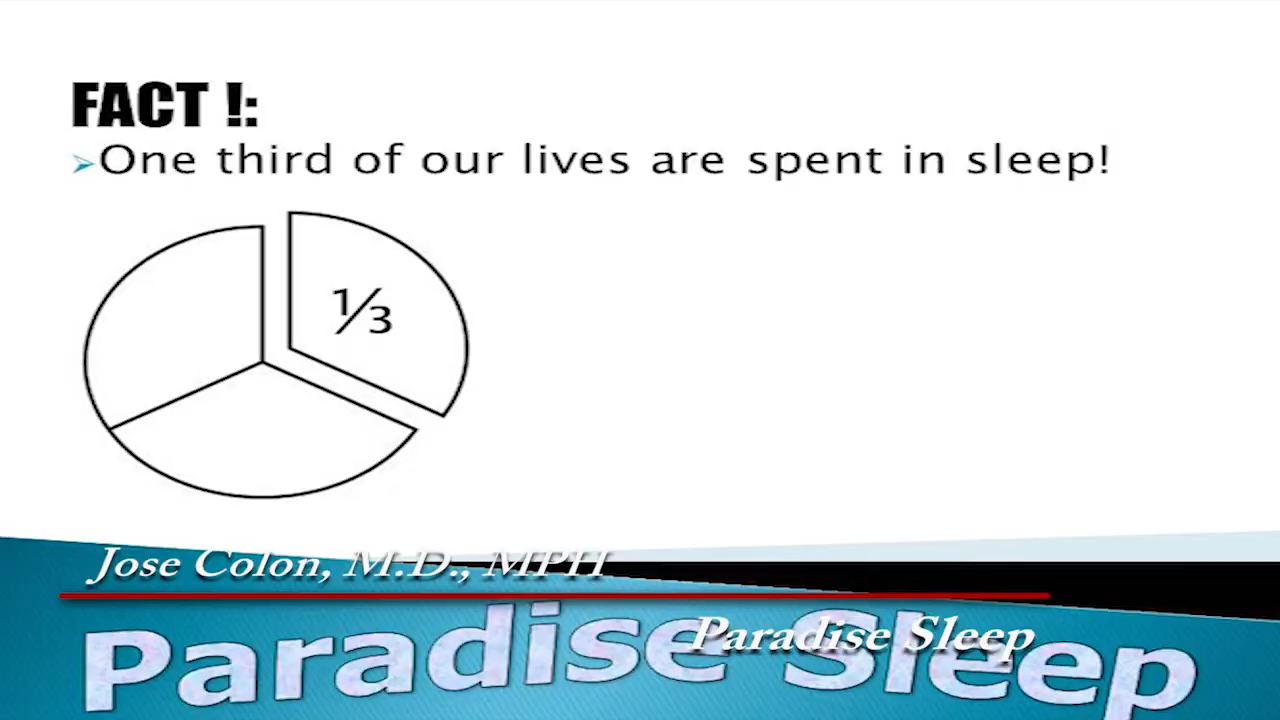 FACT !:
➢One third of our lives are spent in sleep!
⅓
Jose Colon, M.D., MPH
Paradise Sleep
Paradise Sleep